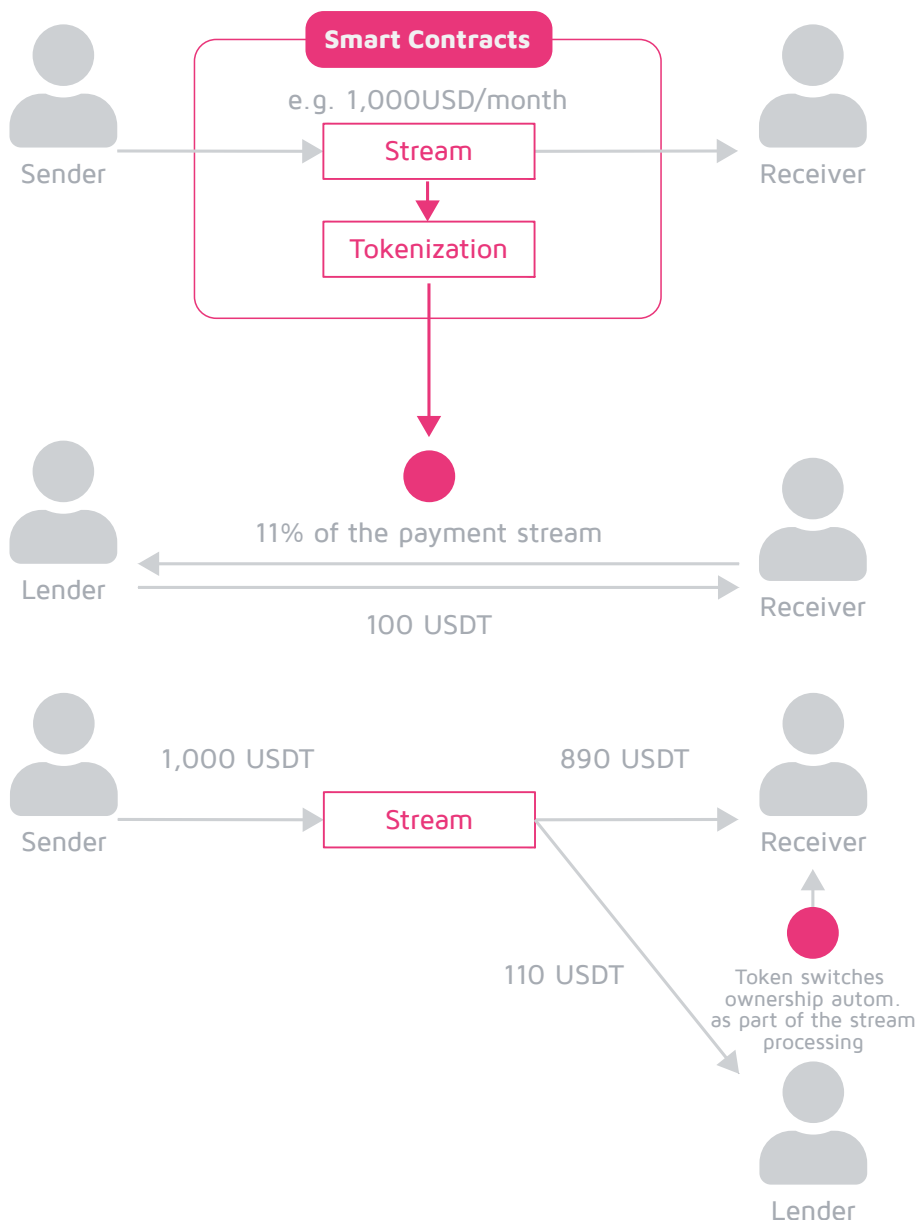 Smart Contracts
e.g. 1,000USD/month
Stream
Sender
Receiver
Tokenization
11% of the payment stream
Lender
Receiver
100 USDT
1,000 USDT
890 USDT
Stream
Sender
Receiver
110 USDT
Token switches
ownership autom.
as part of the stream
processing
Lender